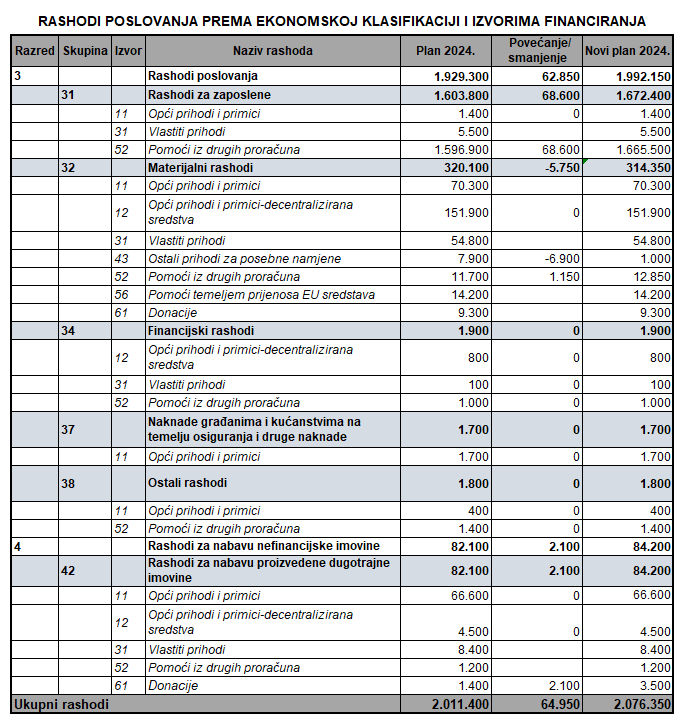 RASHODI POSLOVANJA PREMA EKONOMSKOJ KLASIFIKACIJI I IZVORIMA FINANCIRANJA
Razred Skupina Izvor Naziv rashoda Plan 2024. Povećanje/ smanjenje Novi plan 2024.
3 Rashodi poslovanja 1.929.300 62.850 1.992.150
31 Rashodi za zaposlene 1.603.800 68.600 1.672.400
11 Opći prihodi i primici 1.400 0 1.400
31 Vlastiti prihodi 5.500 5.500
52 Pomoći iz drugih proračuna 1.596.900 68.600 1.665.500
32 Materijalni rashodi 320.100 -5.750 314.350
11 Opći prihodi i primici 70.300 70.300
12 Opći prihodi i primici-decentralizirana
sredstva 151.900 0 151.900
31 Vlastiti prihodi 54.800 54.800
43 Ostali prihodi za posebne namjene 7.900 -6.900 1.000
52 Pomoći iz drugih proračuna 11.700 1.150 12.850
56 Pomoći temeljem prijenosa EU sredstava 14.200 14.200
61 Donacije 9.300 9.300
34 Financijski rashodi 1.900 0 1.900
12 Opći prihodi i primici-decentralizirana
sredstva 800 0 800
31 Vlastiti prihodi 100 0 100
52 Pomoći iz drugih proračuna 1.000 0 1.000
37 Naknade građanima i kućanstvima na
temelju osiguranja i druge naknade 1.700 0 1.700
11 Opći prihodi i primici 1.700 0 1.700
38 Ostali rashodi 1.800 0 1.800
11 Opći prihodi i primici 400 0 400
52 Pomoći iz drugih proračuna 1.400 0 1.400
4 Rashodi za nabavu nefinancijske imovine 82.100 2.100 84.200
42 Rashodi za nabavu proizvedene dugotrajne
imovine 82.100 2.100 84.200
11 Opći prihodi i primici 66.600 0 66.600
12 Opći prihodi i primici-decentralizirana
sredstva 4.500 0 4.500
31 Vlastiti prihodi 8.400 8.400
52 Pomoći iz drugih proračuna 1.200 1.200
61 Donacije 1.400 2.100 3.500
Ukupni rashodi 2.011.400 64.950 2.076.350